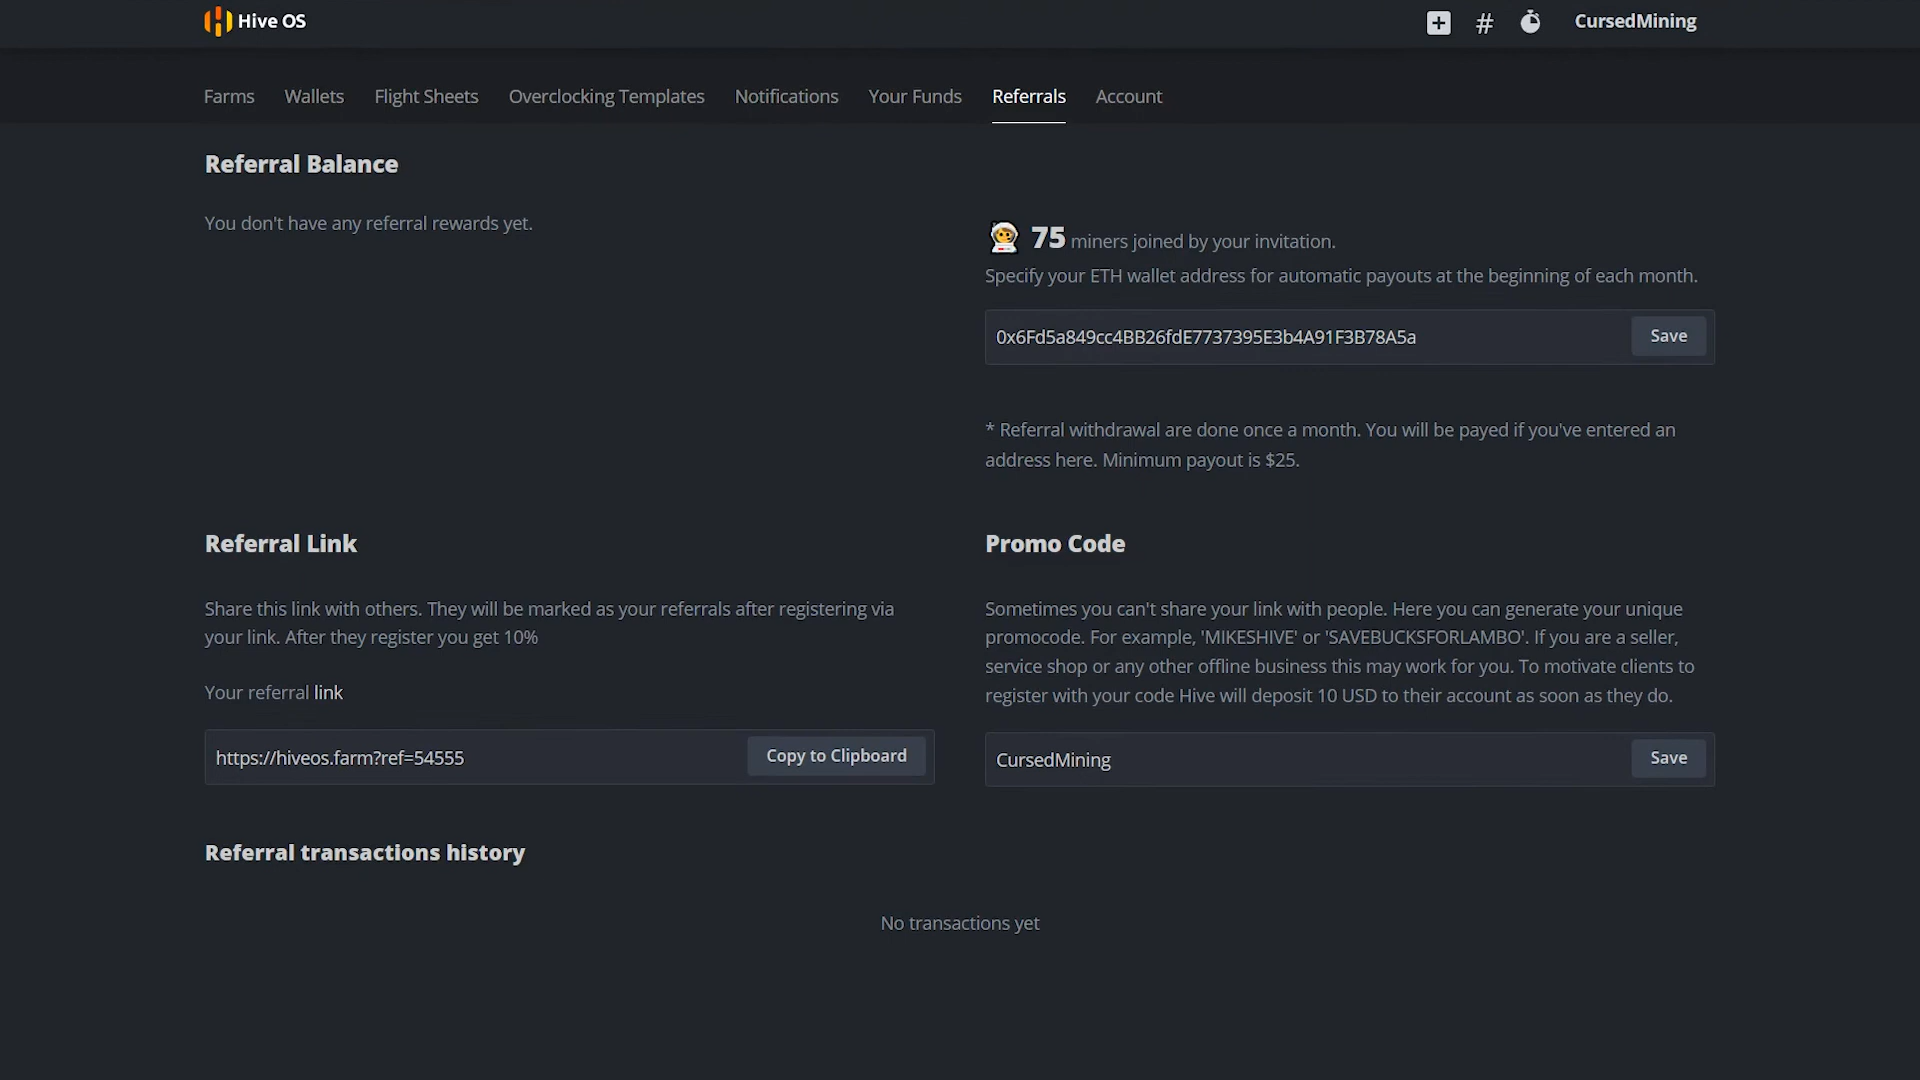 Hive OS
CursedMining
Farms Wallets Flight Sheets Overclocking Templates Notifications Your Funds Referrals Account
Referral Balance
You don't have any referral rewards yet.
75 miners joined by your invitation.
Specify your ETH wallet address for automatic payouts at the beginning of each month.
0x6Fd5a849cc4BB26fdE7737395E3b4A91F3B78A5a
Save
* Referral withdrawal are done once a month. You will be payed if you've entered an
address here. Minimum payout is $25.
Referral Link
Share this link with others. They will be marked as your referrals after registering via
your link. After they register you get 10%
Your referral link
https://hiveos.farm?ref=54555
Copy to Clipboard
Promo Code
Sometimes you can't share your link with people. Here you can generate your unique
promocode. For example, 'MIKESHIVE' or 'SAVEBUCKSFORLAMBO'. If you are a seller,
service shop or any other offline business this may work for you. To motivate clients to
register with your code Hive will deposit 10 USD to their account as soon as they do.
CursedMining
Save
Referral transactions history
No transactions yet